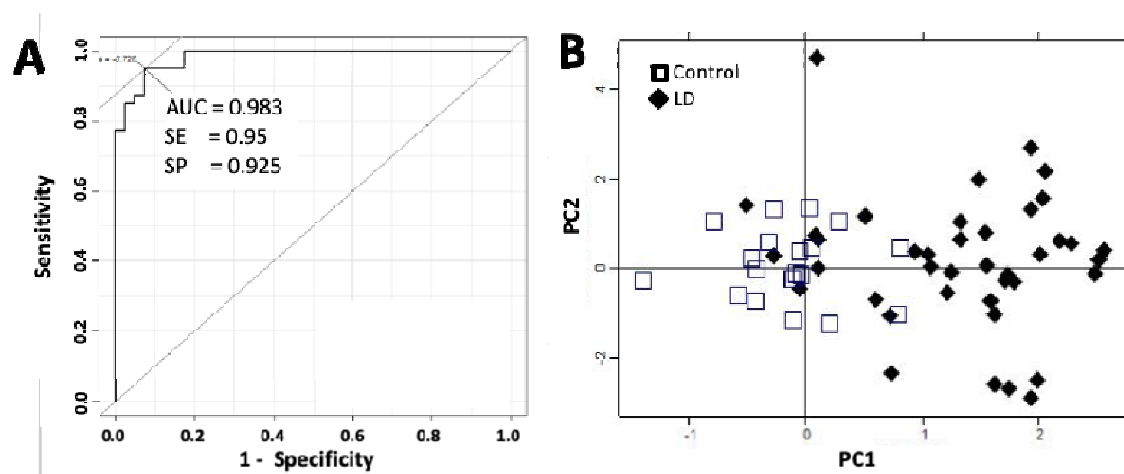 A
1.0
0.8
0.6
0.4
0.2
0.0
Sensitivity
AUC = 0.983
SE = 0.95
SP = 0.925
0.0 0.2 0.4 0.6 0.8 1.0
1 - Specificity
B
Control
LD
4
2
0
-2
PC2
-1 0 1 2
PC1